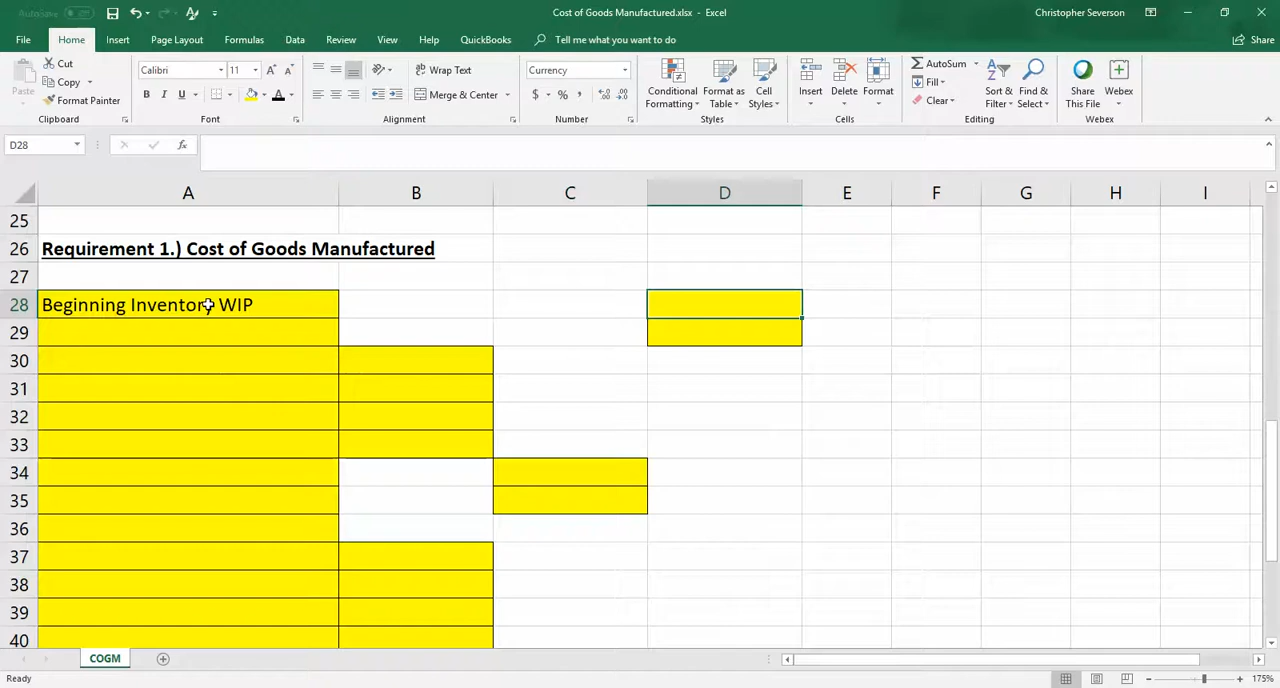 AutoSave Off
Cost of Goods Manufactured.xlsx - Excel
Christopher Severson
File Home Insert Page Layout Formulas Data Review View Help QuickBooks Tell me what you want to do Share
Paste
Cut
Copy
Format Painter
Clipboard
Calibri 11
B I U A
Font
Wrap Text
Merge & Center
Alignment
Currency
$ % ,
Number
Conditional Formatting
Format as Table
Cell Styles
Styles
Insert
Delete
Format
Cells
AutoSum
Fill
Clear
Sort & Filter
Find & Select
Editing
Share This File
Webex
Webex
D28
fx
A B C D E F G H I
25
26 Requirement 1.) Cost of Goods Manufactured
27
28 Beginning Inventory WIP
29
30
31
32
33
34
35
36
37
38
39
40
COGM
Ready
175%